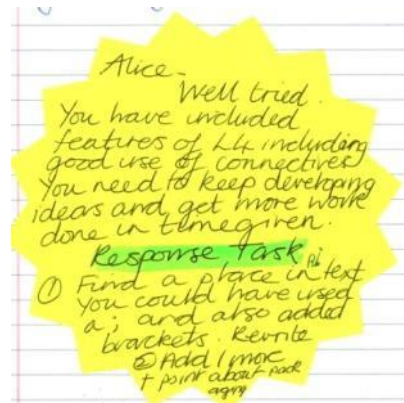 Alice -
Well tried.
You have included
features of L4 including
good use of connectives
You need to keep developing
ideas and get more work
done in time given.
Response Task
① Find a place in text
you could have used
a ; and also added
brackets. Rewrite
② Add 1 more
+ point about pack
aging